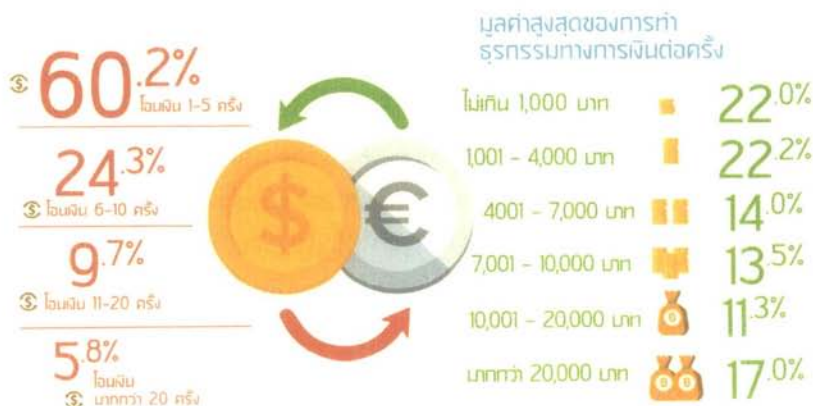 60.2%
โอนเงิน 1-5 ครั้ง
24.3%
โอนเงิน 6-10 ครั้ง
9.7%
โอนเงิน 11-20 ครั้ง
5.8%
โอนเงิน
มากกว่า 20 ครั้ง
$ €
มูลค่าสูงสุดของการทำ
ธุรกรรมทางการเงินต่อครั้ง
ไม่เกิน 1,000 บาท 22.0%
1,001 - 4,000 บาท 22.2%
4001 - 7,000 บาท 14.0%
7,001 - 10,000 บาท 13.5%
10,001 - 20,000 บาท 11.3%
มากกว่า 20,000 บาท 17.0%